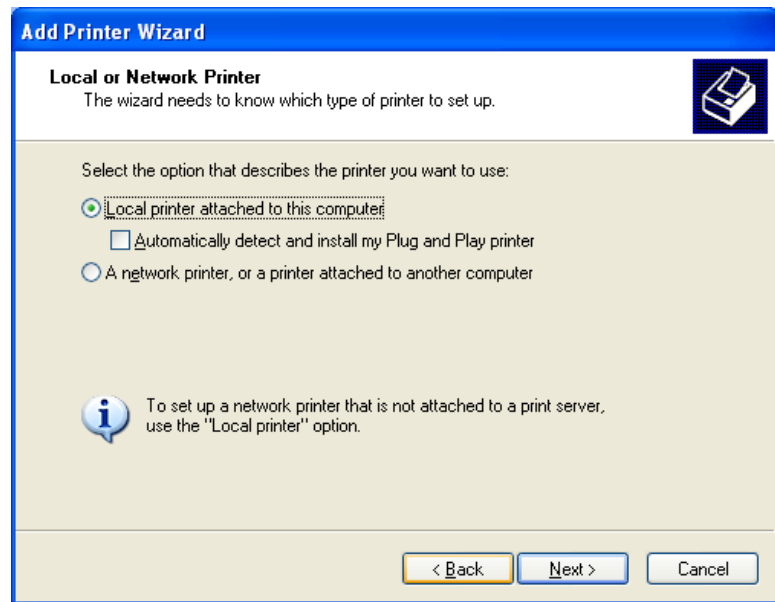 Add Printer Wizard
Local or Network Printer
The wizard needs to know which type of printer to set up.
Select the option that describes the printer you want to use:
Local printer attached to this computer
Automatically detect and install my Plug and Play printer
A network printer, or a printer attached to another computer
To set up a network printer that is not attached to a print server,
use the "Local printer" option.
< Back Next > Cancel